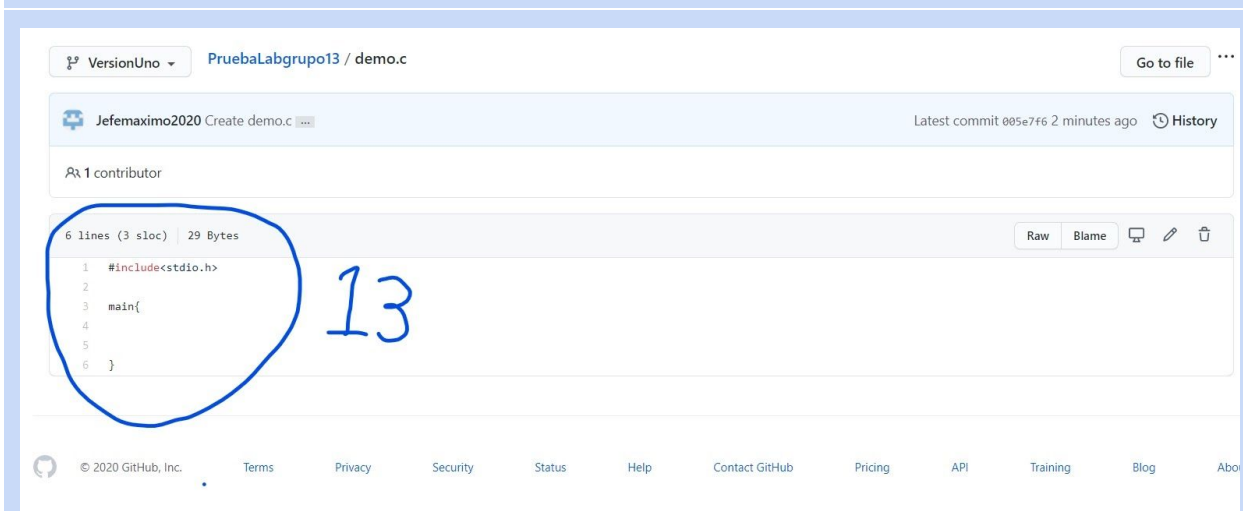 VersionUno PruebaLabgrupo13 / demo.c Go to file ...
Jefemaximo2020 Create demo.c ... Latest commit 005e7f6 2 minutes ago History
1 contributor
6 lines (3 sloc) 29 Bytes Raw Blame
1 #include<stdio.h>
2
3 main{
4
5
6 }
13
© 2020 GitHub, Inc. Terms Privacy Security Status Help Contact GitHub Pricing API Training Blog Abou